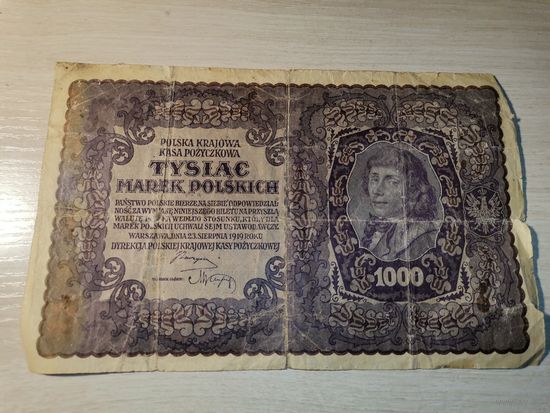 POLSKA KRAJOWA
KASA POŻYCZKOWA
TYSIĄC
MAREK POLSKICH
PAŃSTWO POLSKIE BIERZE NA SIEBIE ODPOWIEDZIAL
NOŚĆ ZA WYMIANĘ NINIEJSZEGO BILETU NA PRZYSZŁĄ
WALUTĘ POLSKĄ WEDŁUG STOSUNKU, KTÓRY DLA
MAREK POLSKICH UCHWALI SEJM USTAWODAWCZY
WARSZAWA, DNIA 23 SIERPNIA 1919 ROKU
DYREKCJA POLSKIEJ KRAJOWEJ KASY POŻYCZKOWEJ
1000